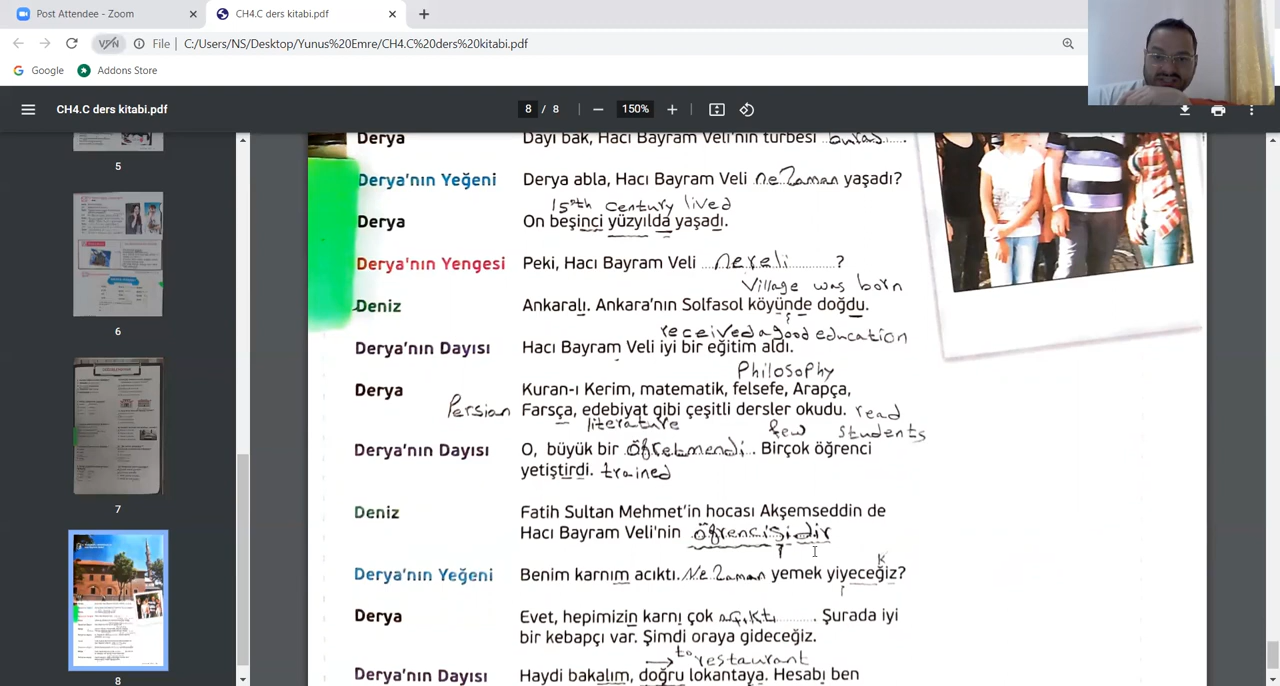 Post Attendee - Zoom
CH4.C ders kitabi.pdf
VPN
File
C:/Users/NS/Desktop/Yunus%20Emre/CH4.C%20ders%20kitabi.pdf
Google
Addons Store
CH4.C ders kitabi.pdf
8 / 8
150%
5
6
7
8
Derya Dayı bak, Hacı Bayram Veli'nin türbesi
Derya'nın Yeğeni Derya abla, Hacı Bayram Veli ne zaman yaşadı?
15th century lived
Derya On beşinci yüzyılda yaşadı.
Derya'nın Yengesi Peki, Hacı Bayram Veli nereli ?
Village was born
Deniz Ankaralı. Ankara'nın Solfasol köyünde doğdu.
received a good education
Derya'nın Dayısı Hacı Bayram Veli iyi bir eğitim aldı.
Philosophy
Derya Kuran-ı Kerim, matematik, felsefe, Arapça,
Persian Farsça, edebiyat gibi çeşitli dersler okudu. read
literature few students
Derya'nın Dayısı O, büyük bir öğretmendi. Birçok öğrenci
yetiştirdi. trained
Deniz Fatih Sultan Mehmet'in hocası Akşemseddin de
Hacı Bayram Veli'nin öğrencisidir
k
Derya'nın Yeğeni Benim karnım acıktı. Ne Zaman yemek yiyeceğiz?
i
Derya Evet, hepimizin karnı çok acıktı. Şurada iyi
bir kebapçı var. Şimdi oraya gideceğiz.
to restaurant
Derya'nın Dayısı Haydi bakalım, doğru lokantaya. Hesabı ben